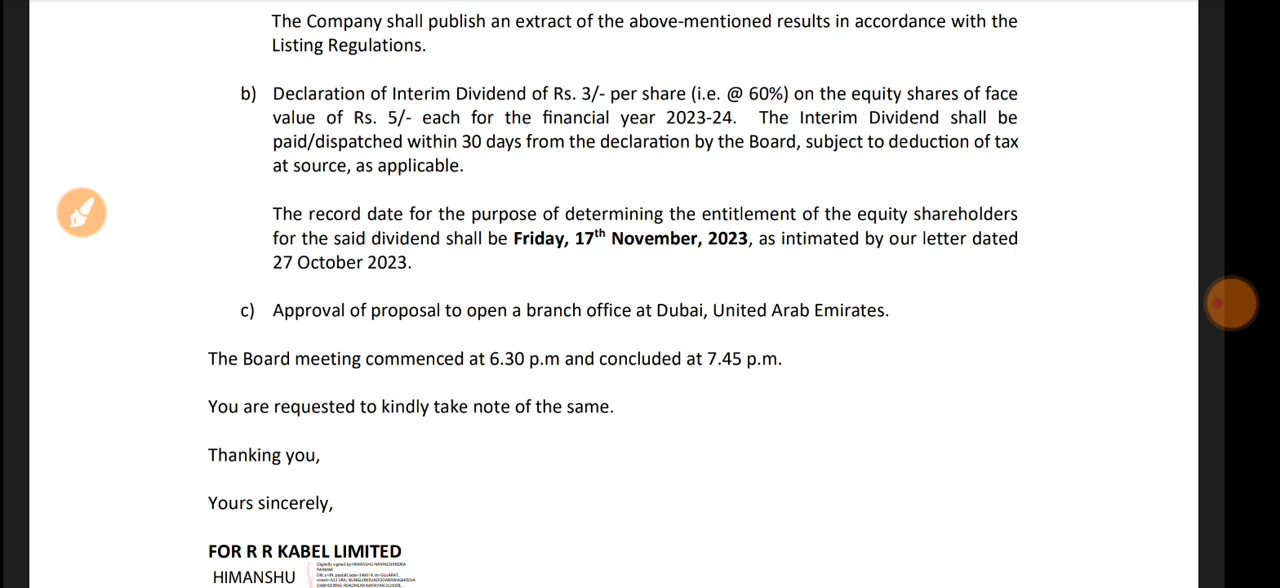 The Company shall publish an extract of the above-mentioned results in accordance with the
Listing Regulations.
b) Declaration of Interim Dividend of Rs. 3/- per share (i.e. @ 60%) on the equity shares of face
value of Rs. 5/- each for the financial year 2023-24. The Interim Dividend shall be
paid/dispatched within 30 days from the declaration by the Board, subject to deduction of tax
at source, as applicable.
The record date for the purpose of determining the entitlement of the equity shareholders
for the said dividend shall be Friday, 17th November, 2023, as intimated by our letter dated
27 October 2023.
c) Approval of proposal to open a branch office at Dubai, United Arab Emirates.
The Board meeting commenced at 6.30 p.m and concluded at 7.45 p.m.
You are requested to kindly take note of the same.
Thanking you,
Yours sincerely,
FOR R R KABEL LIMITED
HIMANSHU